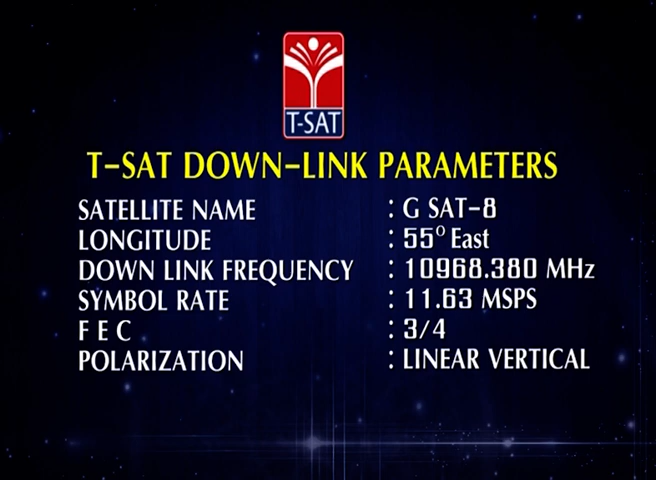 T-SAT
T-SAT DOWN-LINK PARAMETERS
SATELLITE NAME : G SAT-8
LONGITUDE : 55° East
DOWN LINK FREQUENCY : 10968.380 MHz
SYMBOL RATE : 11.63 MSPS
F E C : 3/4
POLARIZATION : LINEAR VERTICAL